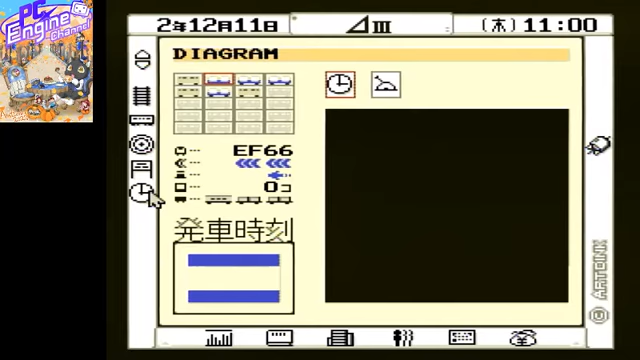 PC Engine Channel
2年12月11日
AIII
(木) 11:00
DIAGRAM
EF66
0コ
発車時刻
© ARTDINK